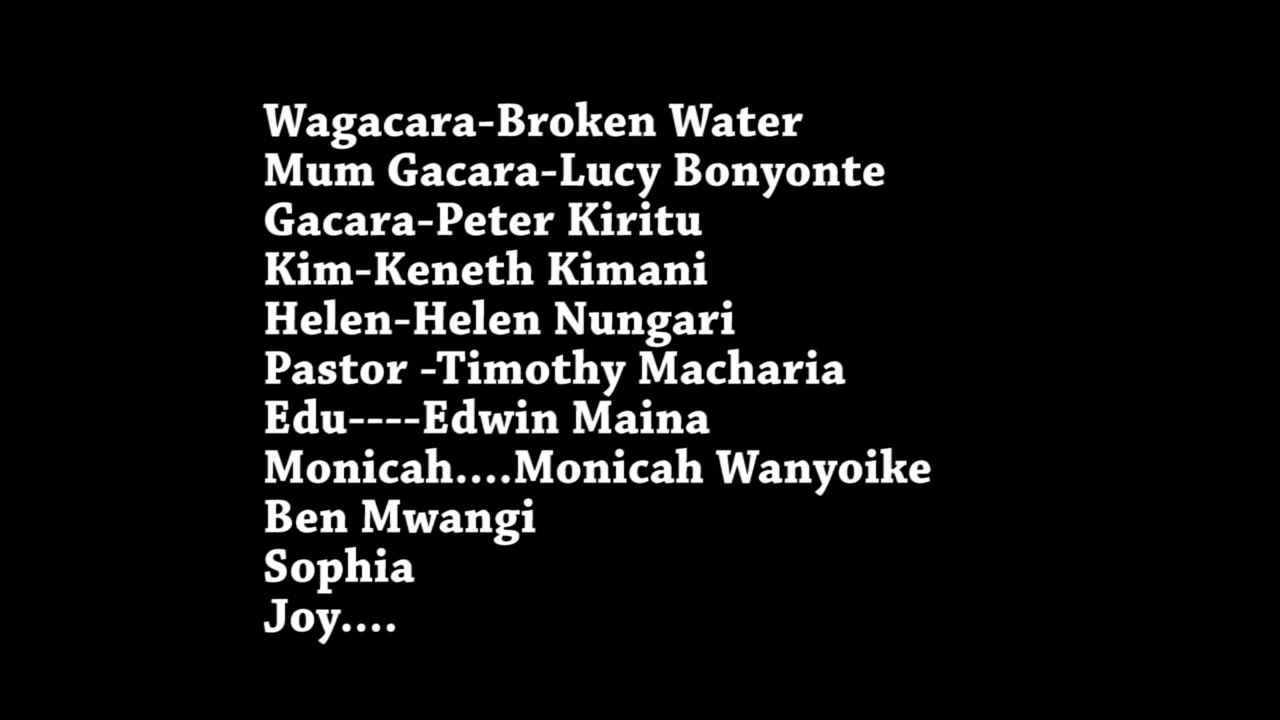 Wagacara-Broken Water
Mum Gacara-Lucy Bonyonte
Gacara-Peter Kiritu
Kim-Keneth Kimani
Helen-Helen Nungari
Pastor -Timothy Macharia
Edu----Edwin Maina
Monicah....Monicah Wanyoike
Ben Mwangi
Sophia
Joy....